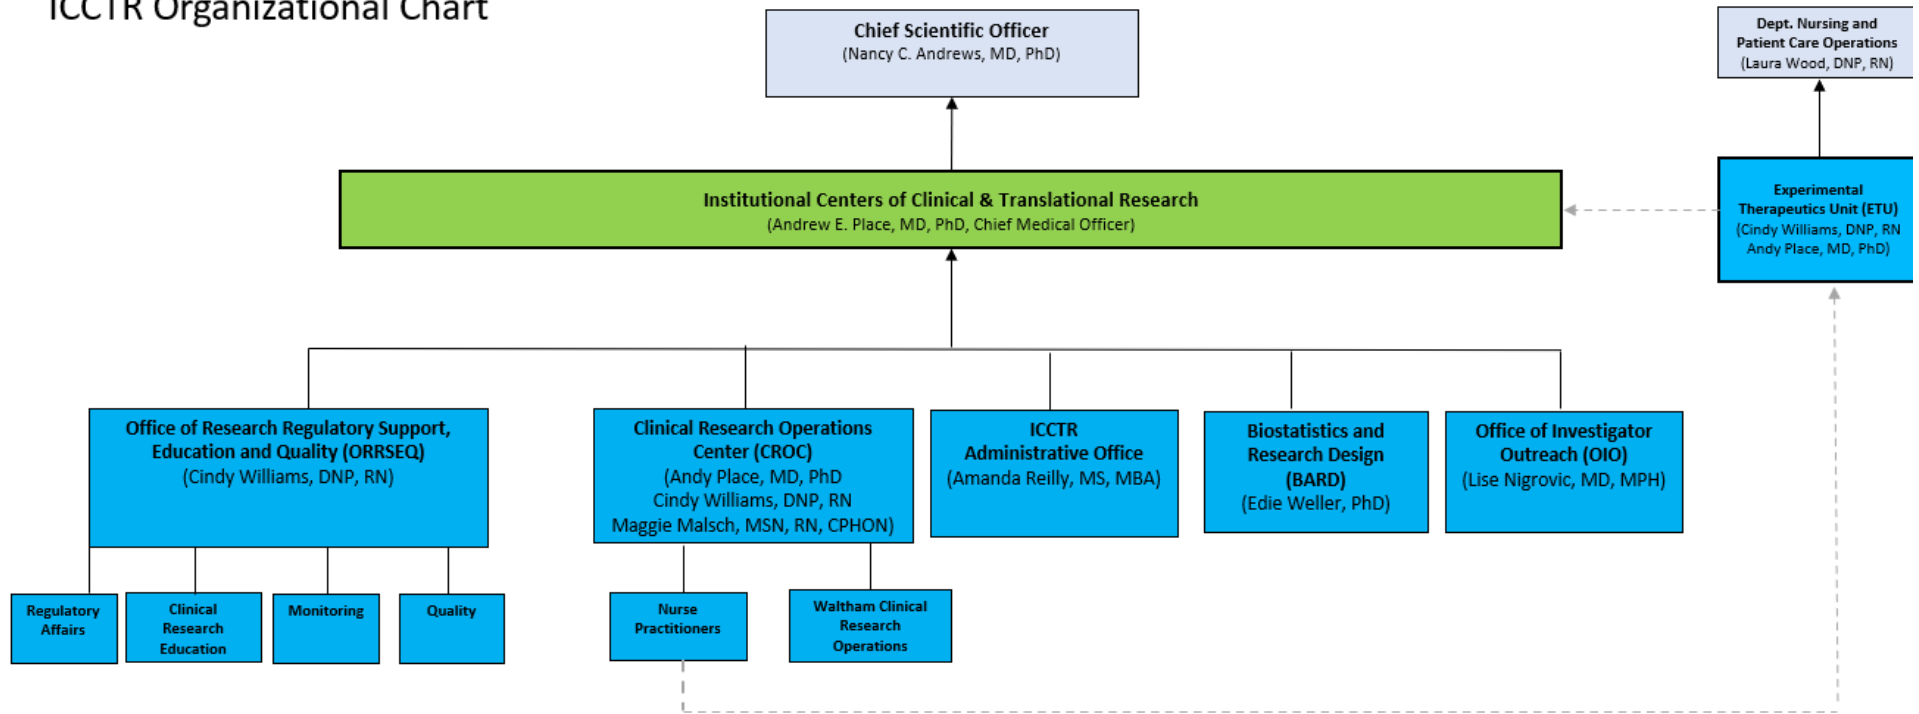 ICCTR Organizational Chart
Chief Scientific Officer
(Nancy C. Andrews, MD, PhD)
Dept. Nursing and
Patient Care Operations
(Laura Wood, DNP, RN)
Institutional Centers of Clinical & Translational Research
(Andrew E. Place, MD, PhD, Chief Medical Officer)
Experimental
Therapeutics Unit (ETU)
(Cindy Williams, DNP, RN
Andy Place, MD, PhD)
Office of Research Regulatory Support,
Education and Quality (ORRSEQ)
(Cindy Williams, DNP, RN)
Clinical Research Operations
Center (CROC)
(Andy Place, MD, PhD
Cindy Williams, DNP, RN
Maggie Malsch, MSN, RN, CPHON)
ICCTR
Administrative Office
(Amanda Reilly, MS, MBA)
Biostatistics and
Research Design
(BARD)
(Edie Weller, PhD)
Office of Investigator
Outreach (OIO)
(Lise Nigrovic, MD, MPH)
Regulatory
Affairs
Clinical
Research
Education
Monitoring
Quality
Nurse
Practitioners
Waltham Clinical
Research
Operations